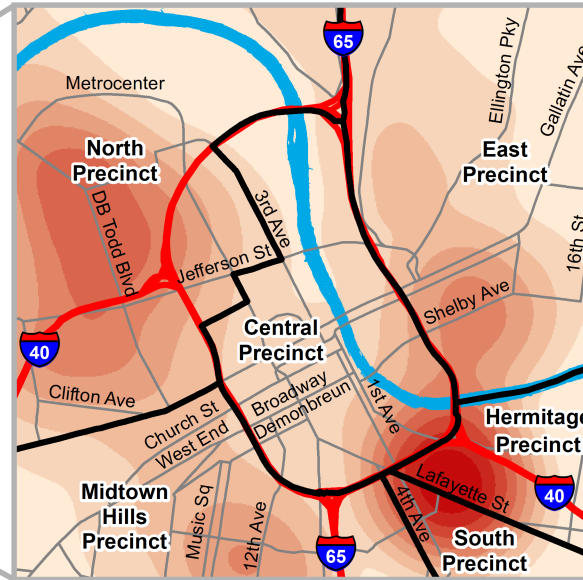 65
Ellington Pky
Gallatin Ave
Metrocenter
North
Precinct
East
Precinct
DB Todd Blvd
3rd Ave
16th St
Jefferson St
Shelby Ave
Central
Precinct
40
Clifton Ave
Broadway
Demonbreun
1st Ave
Church St
West End
Hermitage
Precinct
Lafayette St
40
Midtown
Hills
Precinct
Music Sq
12th Ave
4th Ave
65
South
Precinct